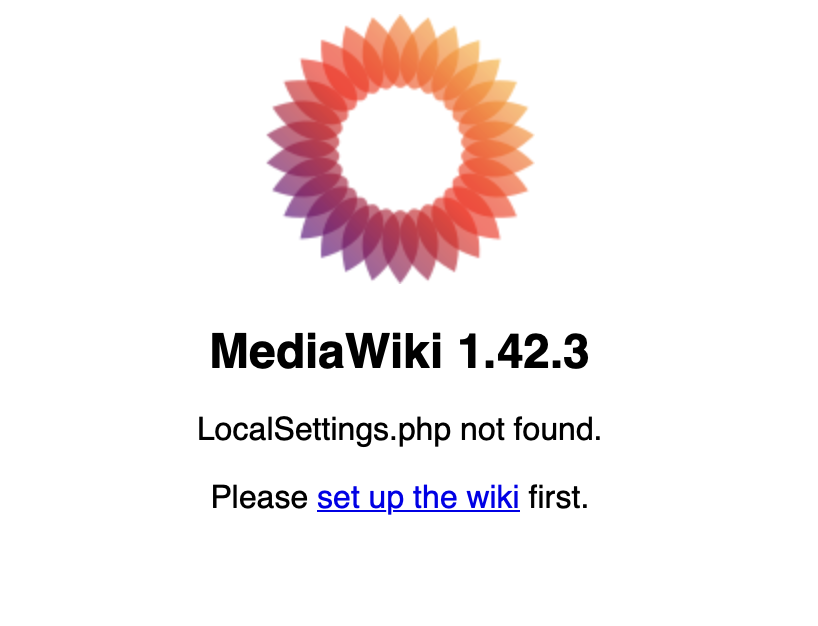 MediaWiki 1.42.3
LocalSettings.php not found.
Please set up the wiki first.